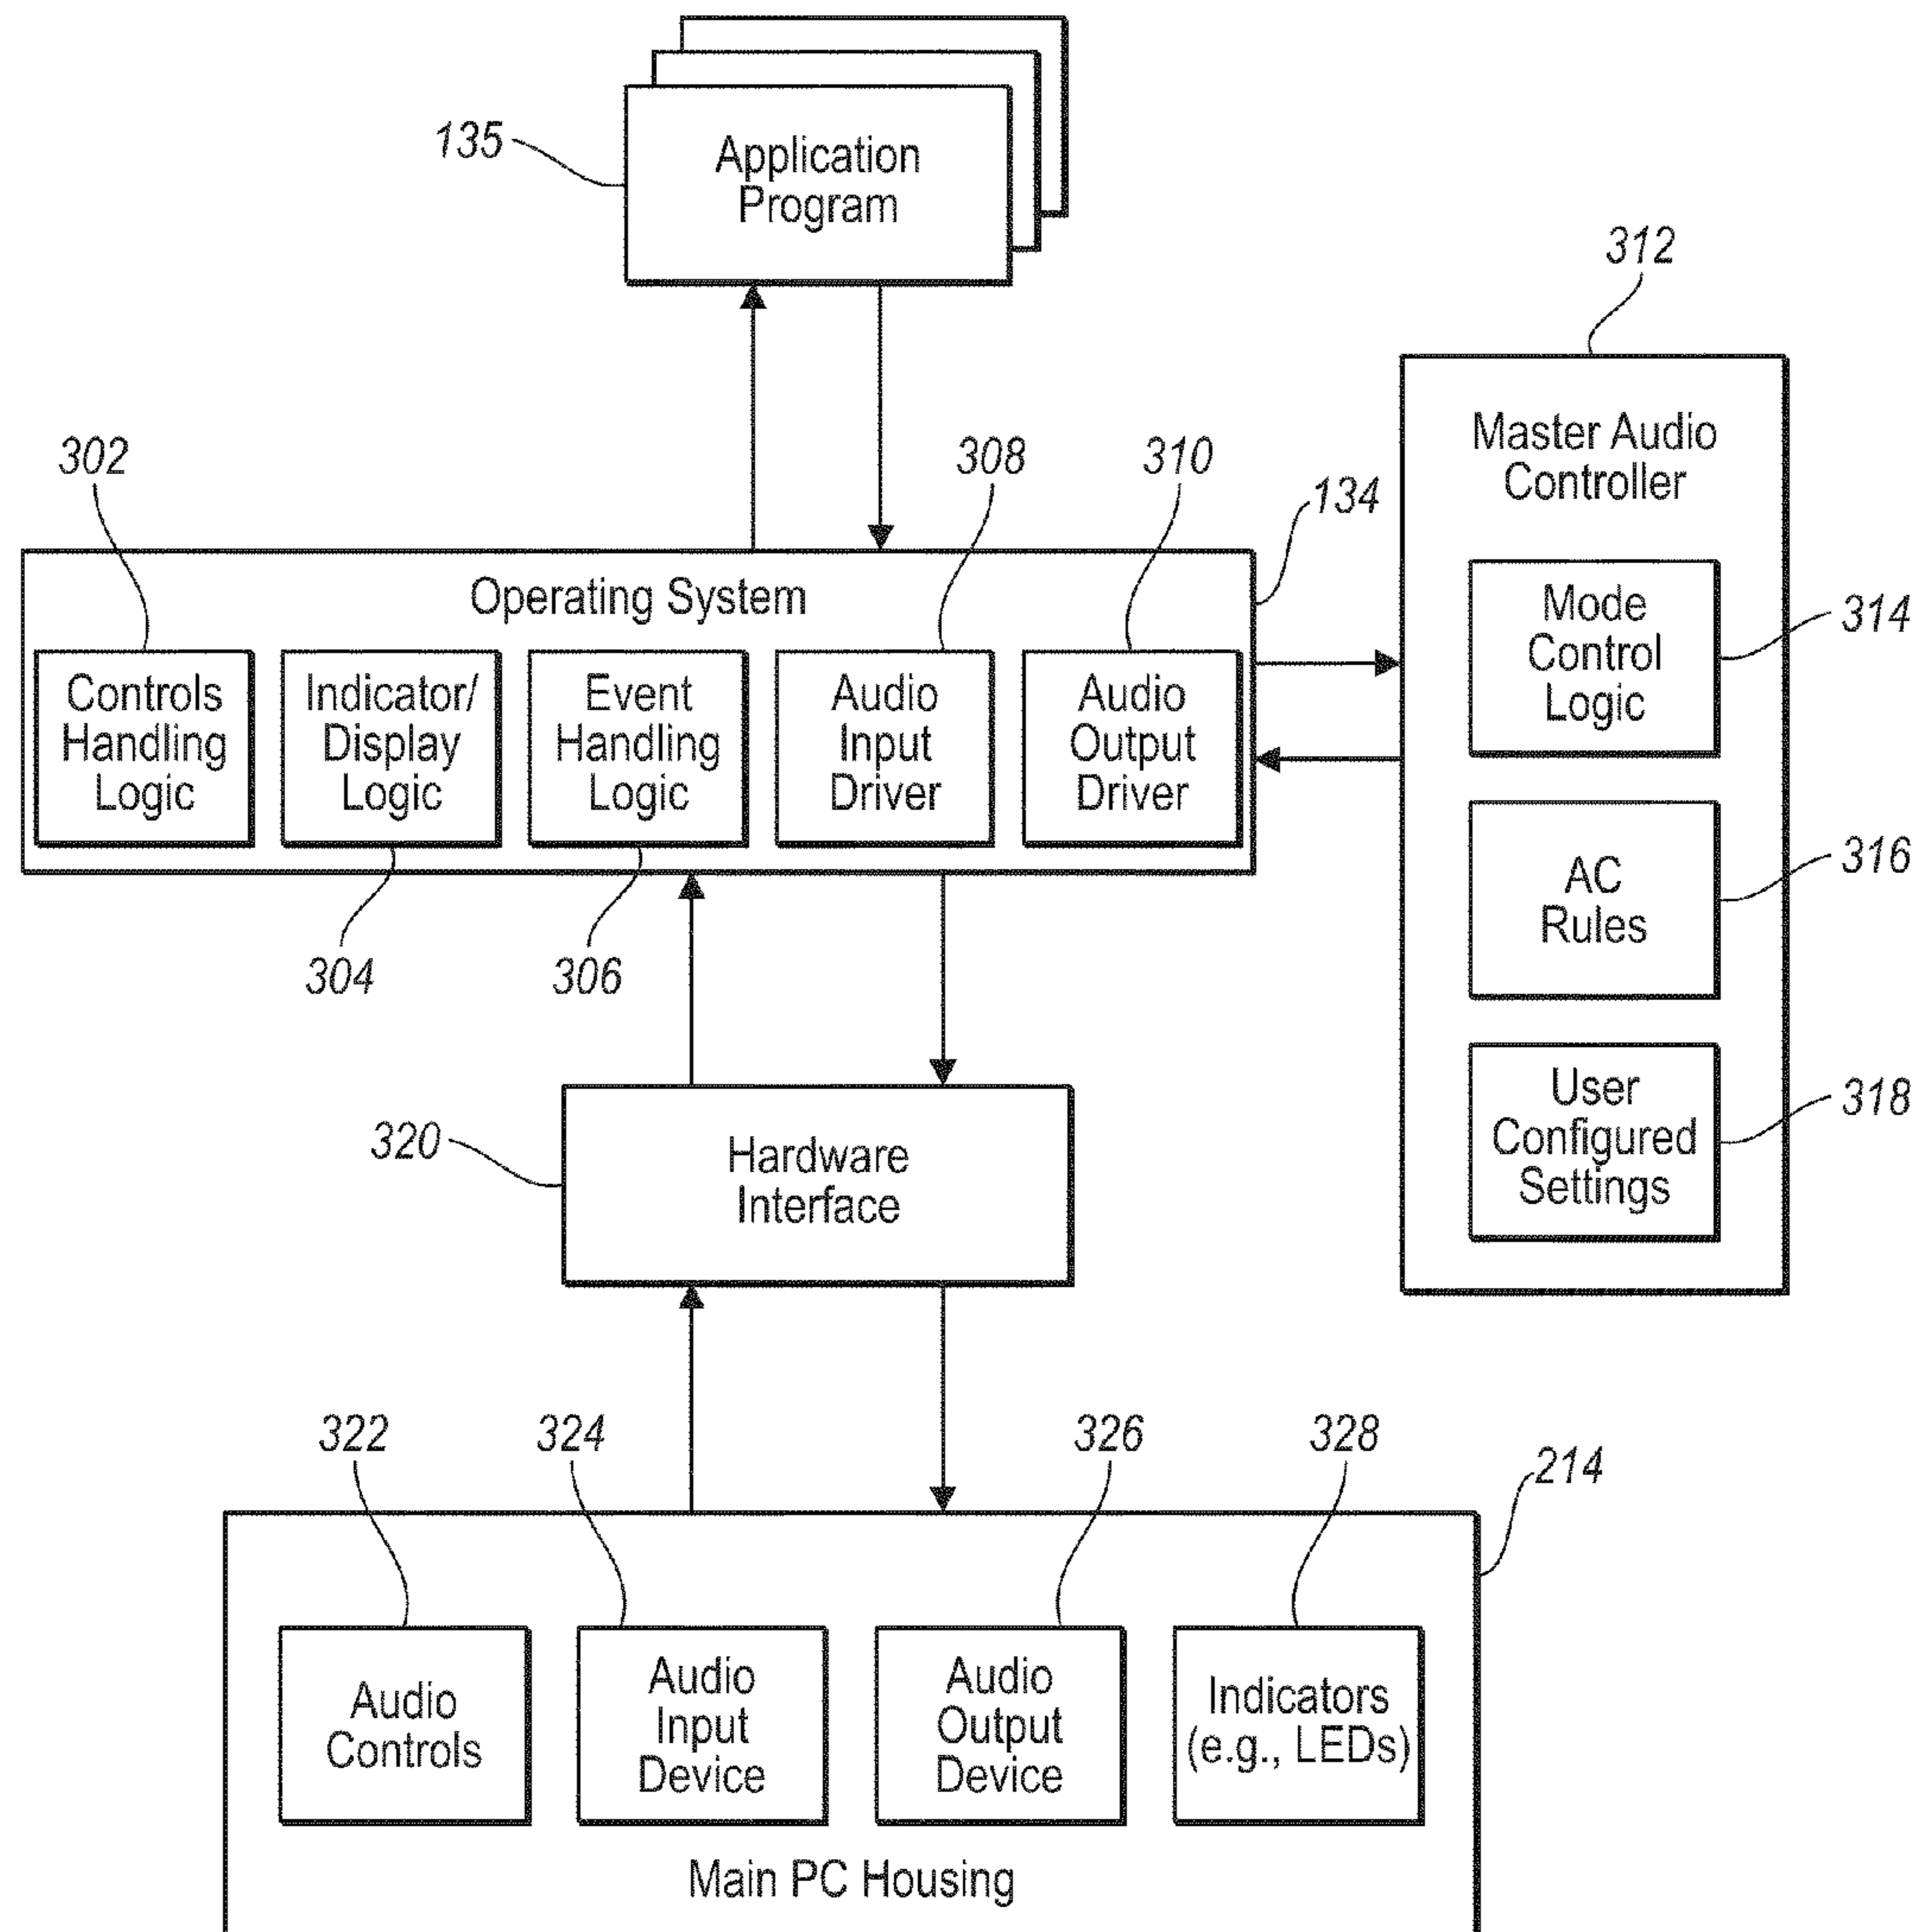 135
Application
Program
312
Master Audio
Controller
302
308
310
134
Operating System
Mode
Control
Logic
314
Controls
Handling
Logic
Indicator/
Display
Logic
Event
Handling
Logic
Audio
Input
Driver
Audio
Output
Driver
AC
Rules
316
304
306
User
Configured
Settings
318
320
Hardware
Interface
322
324
326
328
214
Audio
Controls
Audio
Input
Device
Audio
Output
Device
Indicators
(e.g., LEDs)
Main PC Housing